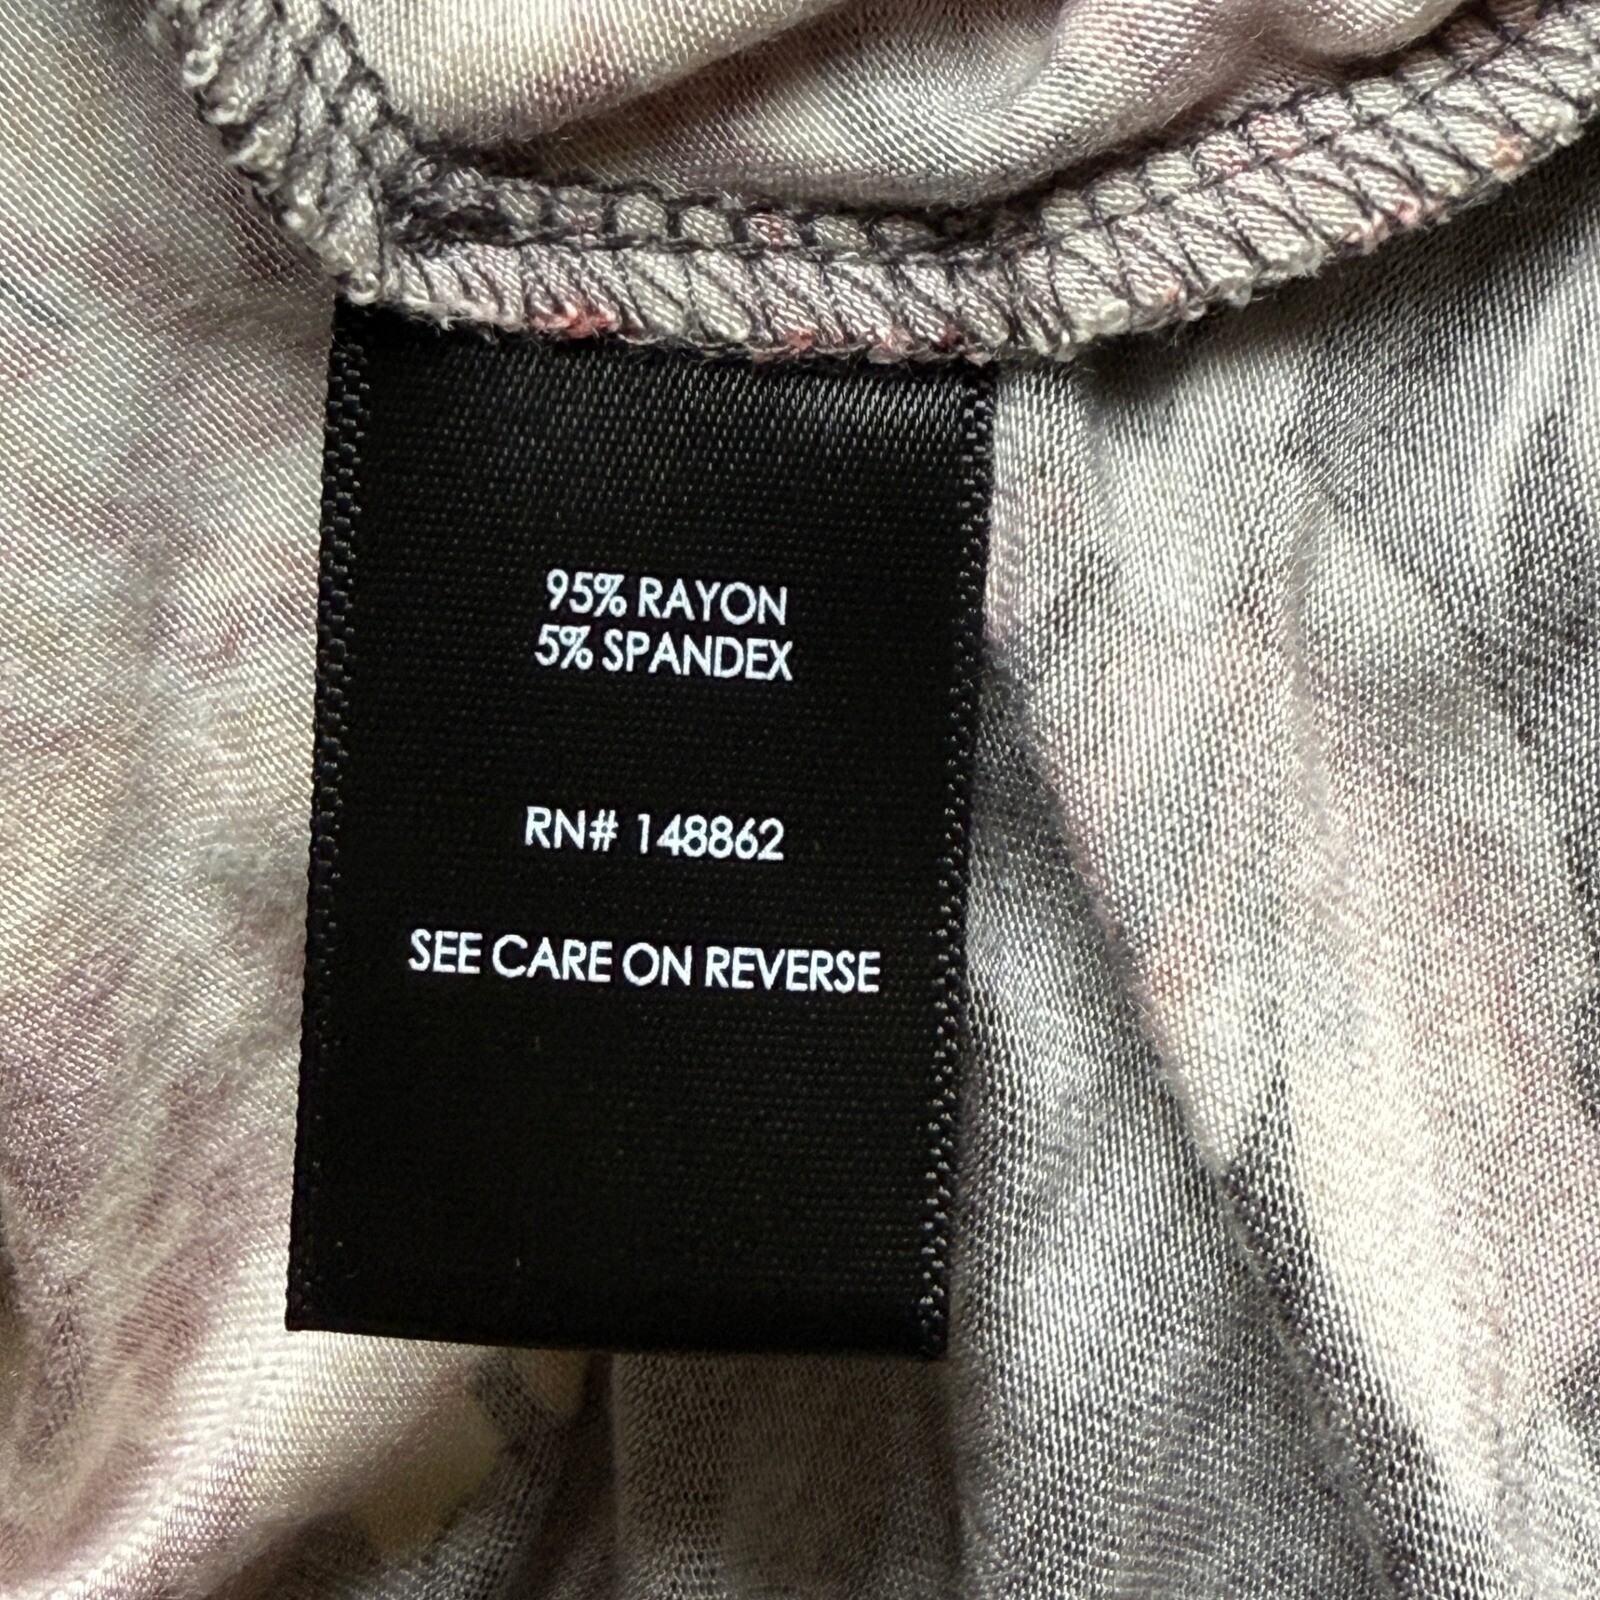 95% RAYON
5% SPANDEX
RN# 148862
SEE CARE ON REVERSE